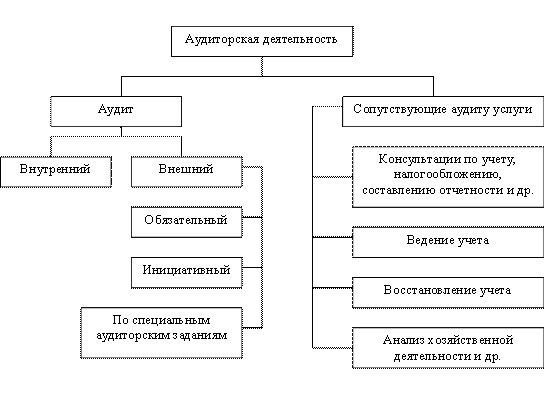 Аудиторская деятельность
Аудит
Сопутствующие аудиту услуги
Внутренний
Внешний
Обязательный
Инициативный
По специальным
аудиторским заданиям
Консультации по учету,
налогообложению,
составлению отчетности и др.
Ведение учета
Восстановление учета
Анализ хозяйственной
деятельности и др.